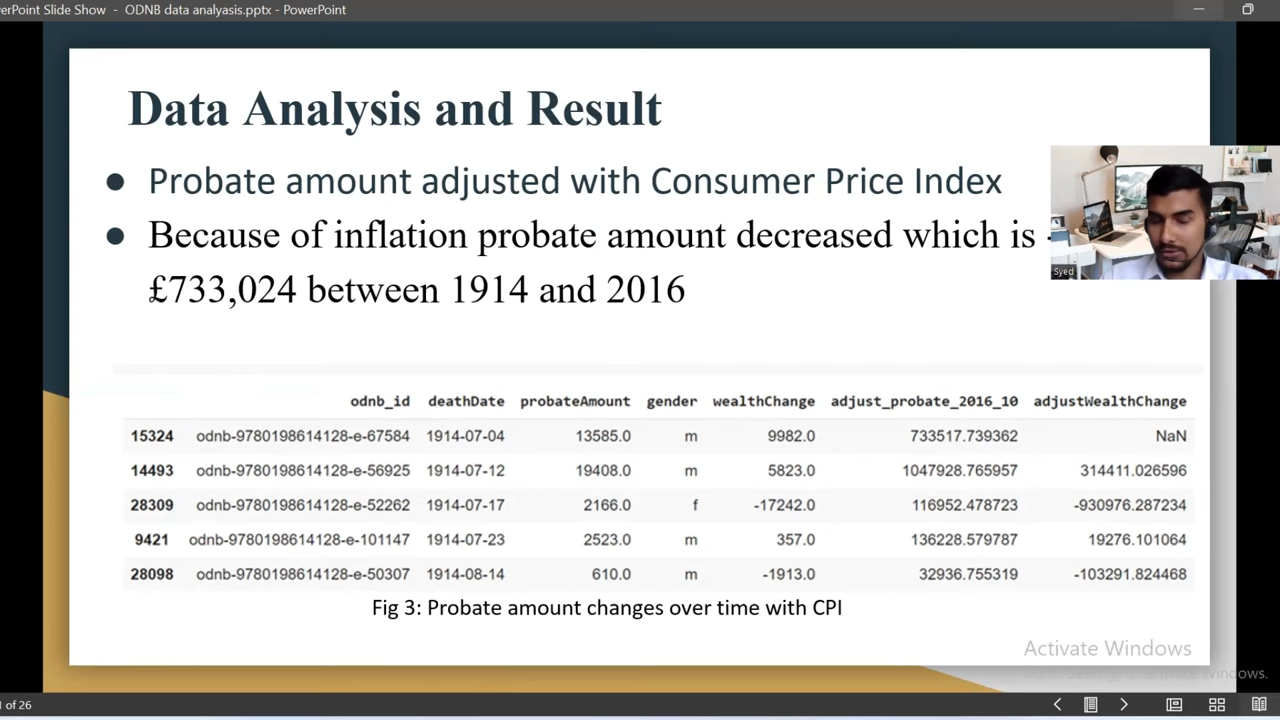 erPoint Slide Show - ODNB data analyasis.pptx - PowerPoint
Data Analysis and Result
● Probate amount adjusted with Consumer Price Index
● Because of inflation probate amount decreased which is -
£733,024 between 1914 and 2016
Syed
odnb_id deathDate probateAmount gender wealthChange adjust_probate_2016_10 adjustWealthChange
15324 odnb-9780198614128-e-67584 1914-07-04 13585.0 m 9982.0 733517.739362 NaN
14493 odnb-9780198614128-e-56925 1914-07-12 19408.0 m 5823.0 1047928.765957 314411.026596
28309 odnb-9780198614128-e-52262 1914-07-17 2166.0 f -17242.0 116952.478723 -930976.287234
9421 odnb-9780198614128-e-101147 1914-07-23 2523.0 m 357.0 136228.579787 19276.101064
28098 odnb-9780198614128-e-50307 1914-08-14 610.0 m -1913.0 32936.755319 -103291.824468
Fig 3: Probate amount changes over time with CPI
Activate Windows
Windows.
of 26